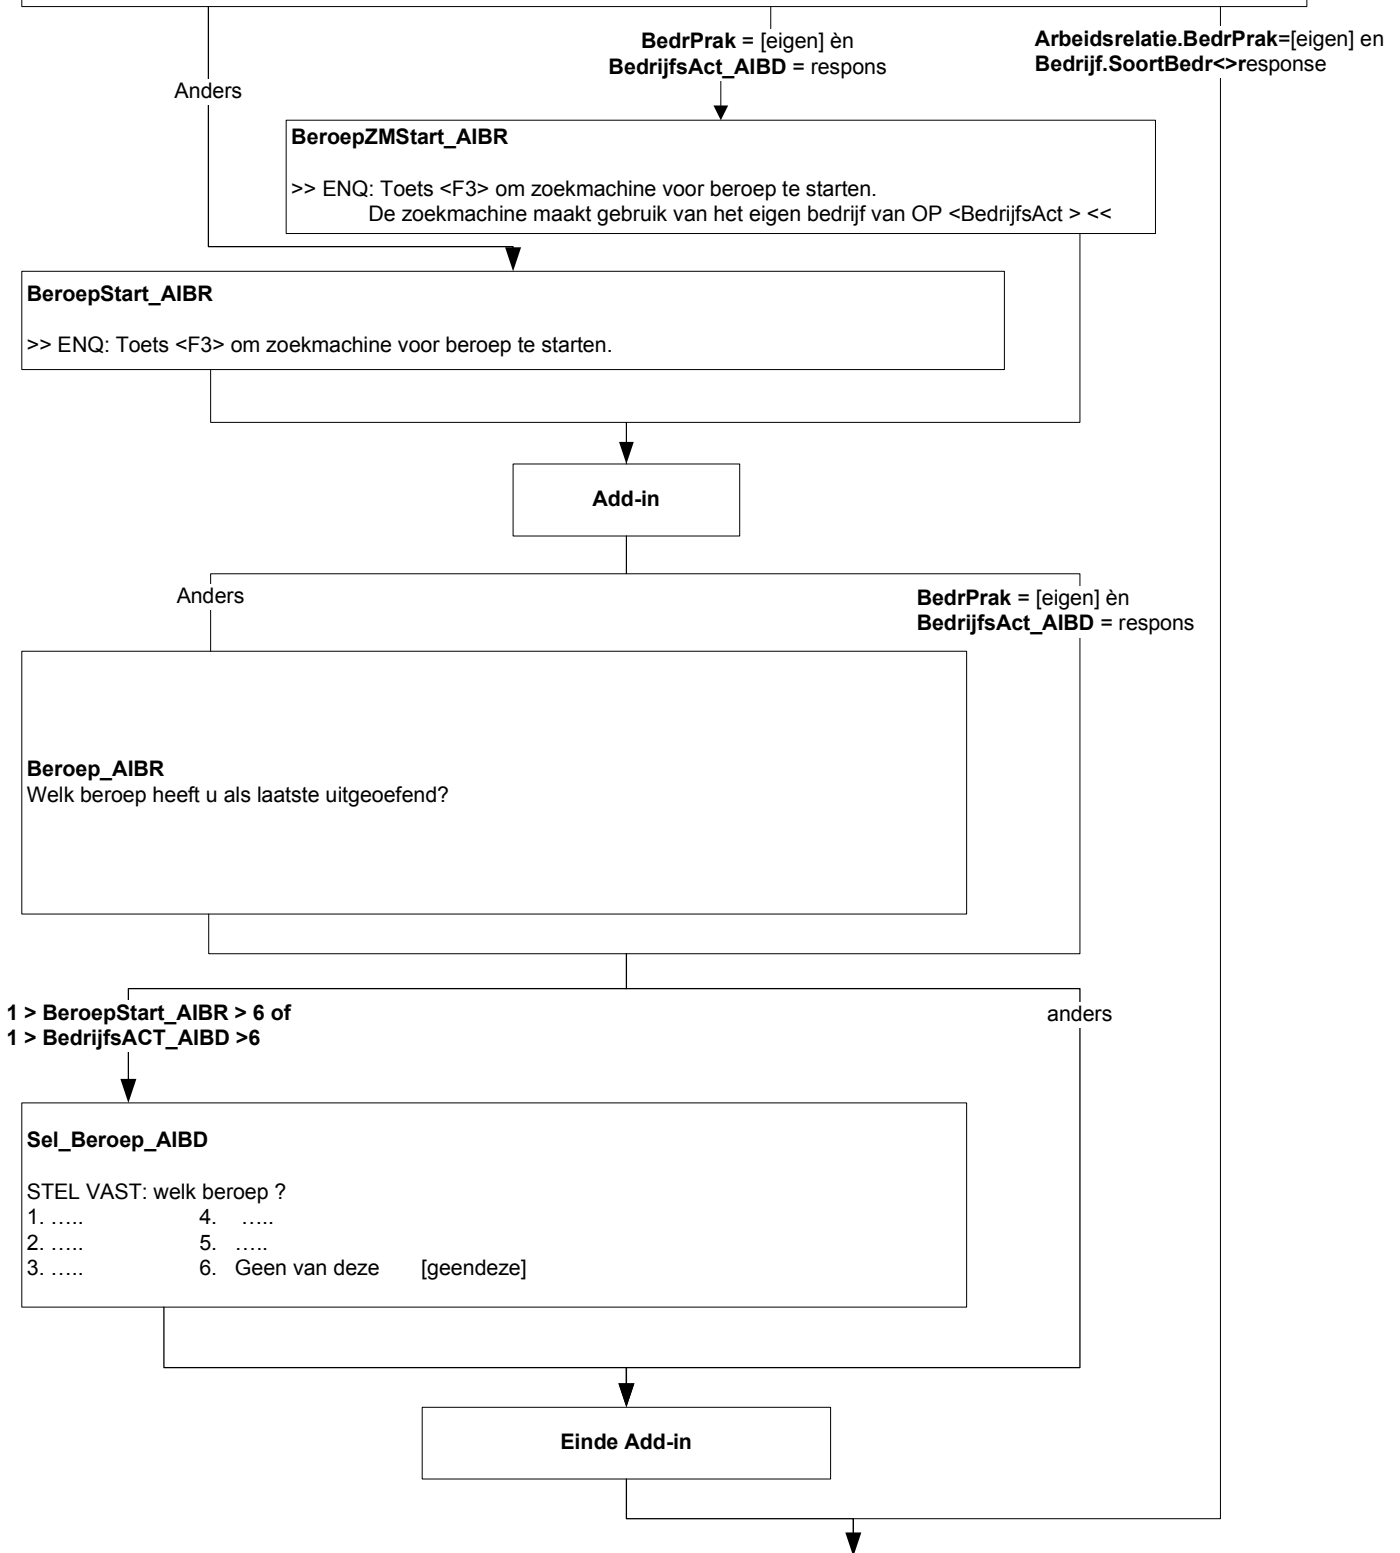 BedrPrak = [eigen] èn
BedrijfsAct_AIBD = respons
Arbeidsrelatie.BedrPrak=[eigen] en
Bedrijf.SoortBedr<>response
Anders
BeroepZMStart_AIBR
>> ENQ: Toets <F3> om zoekmachine voor beroep te starten.
De zoekmachine maakt gebruik van het eigen bedrijf van OP <BedrijfsAct > <<
BeroepStart_AIBR
>> ENQ: Toets <F3> om zoekmachine voor beroep te starten.
Add-in
Anders
BedrPrak = [eigen] èn
BedrijfsAct_AIBD = respons
Beroep_AIBR
Welk beroep heeft u als laatste uitgeoefend?
1 > BeroepStart_AIBR > 6 of
1 > BedrijfsACT_AIBD >6
anders
Sel_Beroep_AIBD
STEL VAST: welk beroep ?
1. ..... 4. .....
2. ..... 5. .....
3. ..... 6. Geen van deze [geendeze]
Einde Add-in